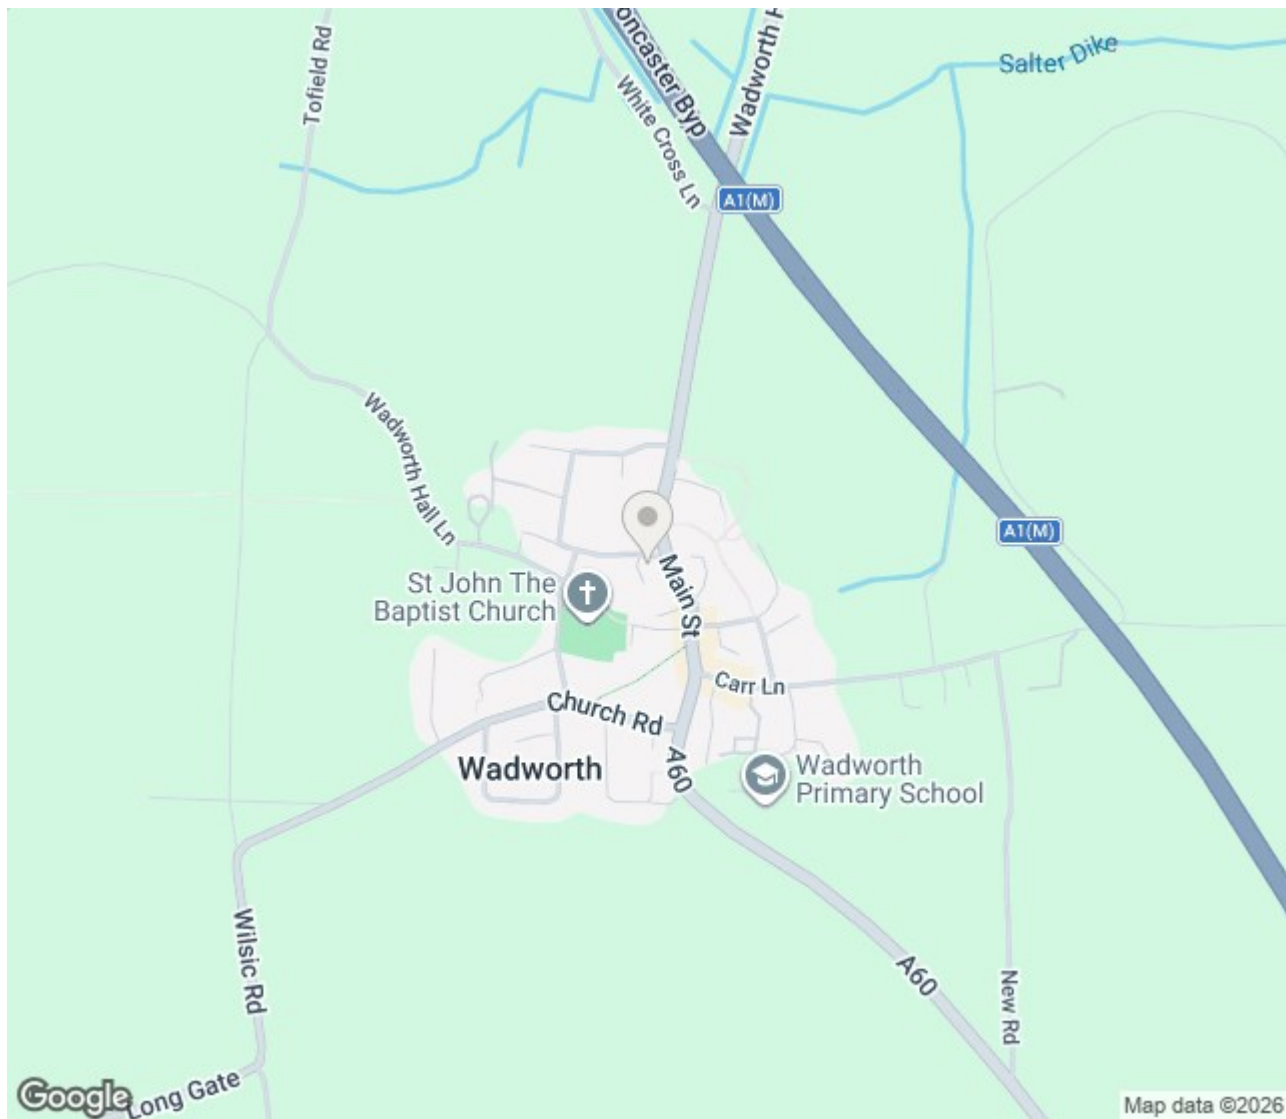 Tofield Rd
oncaster Byp
White Cross Ln
Wadworth H
Salter Dike
A1(M)
Wadworth Hall Ln
A1(M)
St John The
Baptist Church
Main St
Carr Ln
Church Rd
Wadworth
A60
Wadworth
Primary School
Wilsic Rd
A60
New Rd
Long Gate
Google
Map data ©2026